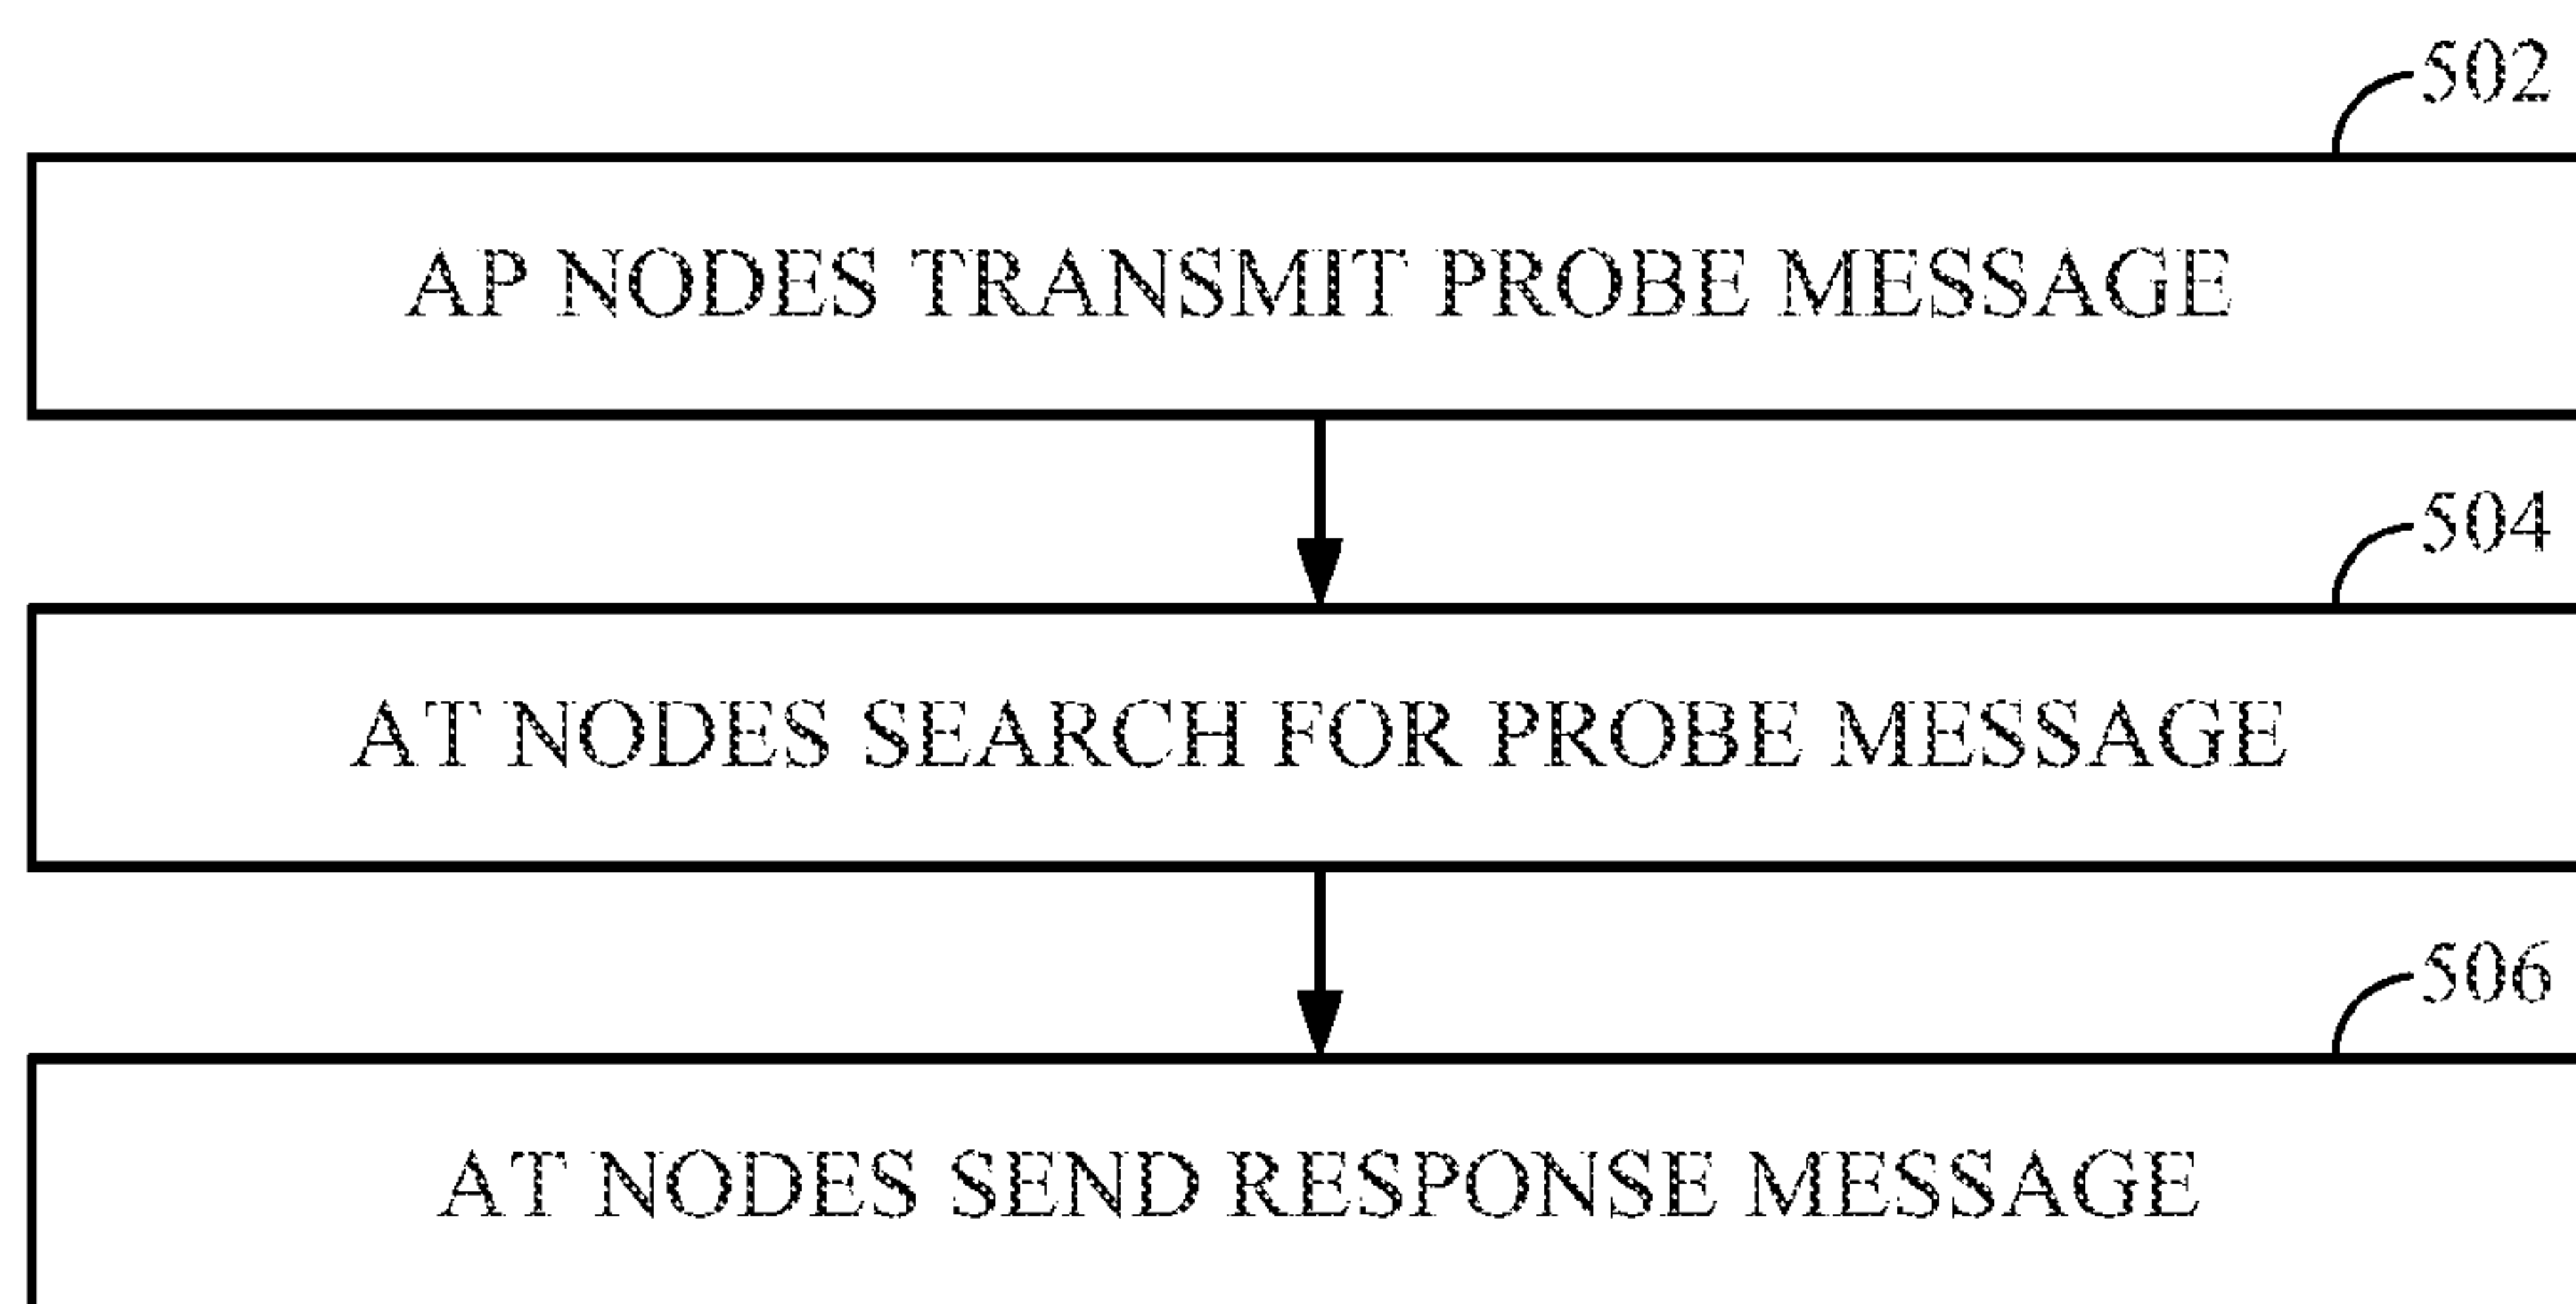 502
AP NODES TRANSMIT PROBE MESSAGE
504
AT NODES SEARCH FOR PROBE MESSAGE
506
AT NODES SEND RESPONSE MESSAGE